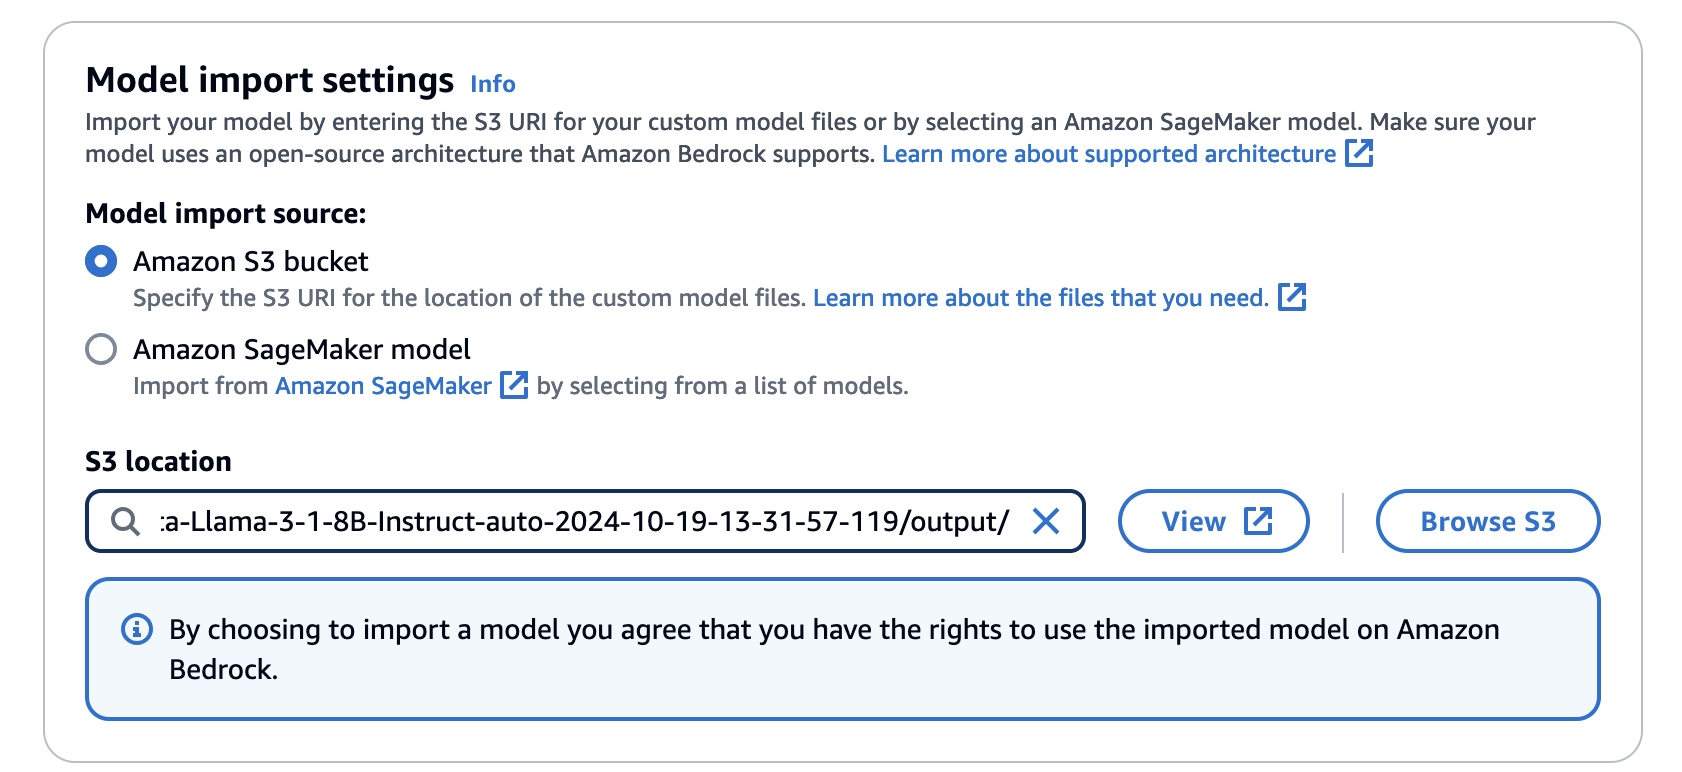 Model import settings Info
Import your model by entering the S3 URI for your custom model files or by selecting an Amazon SageMaker model. Make sure your
model uses an open-source architecture that Amazon Bedrock supports. Learn more about supported architecture
Model import source:
Amazon S3 bucket
Specify the S3 URI for the location of the custom model files. Learn more about the files that you need.
Amazon SageMaker model
Import from Amazon SageMaker by selecting from a list of models.
S3 location
a-Llama-3-1-8B-Instruct-auto-2024-10-19-13-31-57-119/output/ View Browse S3
By choosing to import a model you agree that you have the rights to use the imported model on Amazon
Bedrock.